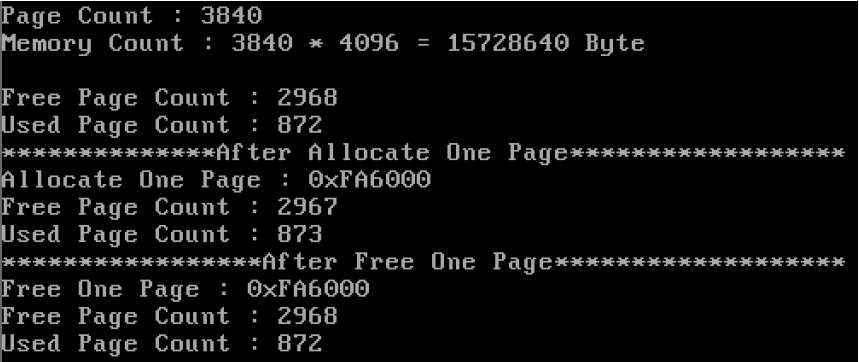 Page Count : 3840
Memory Count : 3840 * 4096 = 15728640 Byte
Free Page Count : 2968
Used Page Count : 872
**************After Allocate One Page******************
Allocate One Page : 0xFA6000
Free Page Count : 2967
Used Page Count : 873
*****************After Free One Page*******************
Free One Page : 0xFA6000
Free Page Count : 2968
Used Page Count : 872